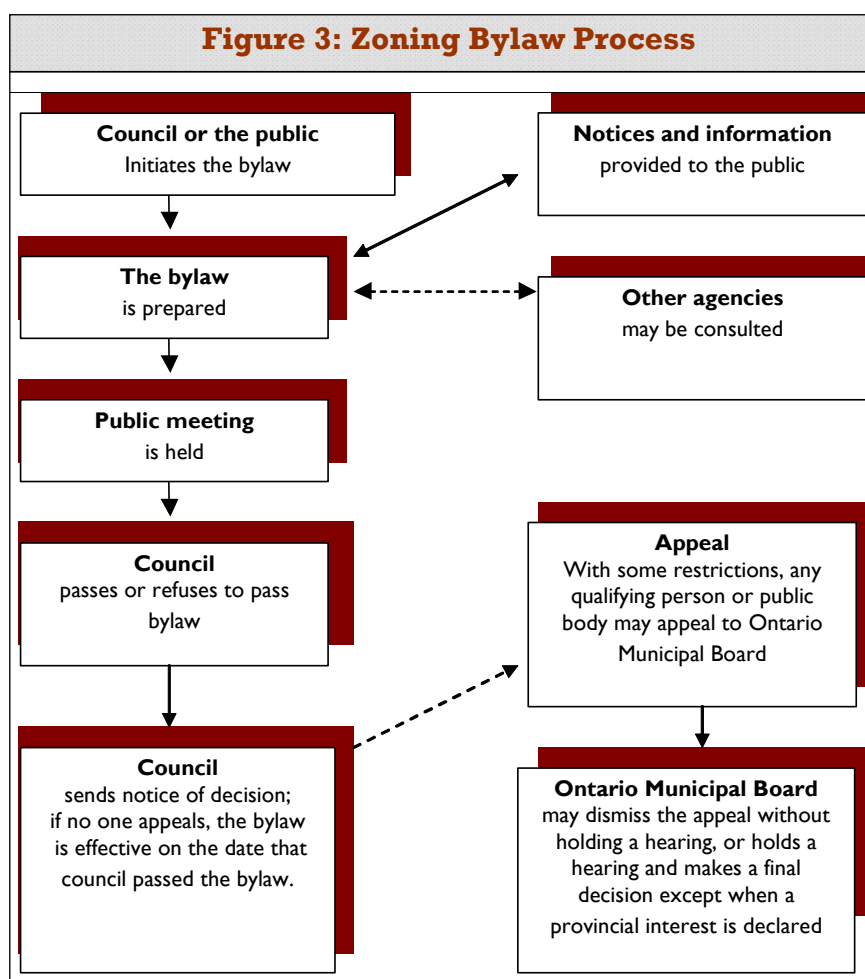 Figure 3: Zoning Bylaw Process
Council or the public
Initiates the bylaw
Notices and information
provided to the public
The bylaw
is prepared
Other agencies
may be consulted
Public meeting
is held
Council
passes or refuses to pass
bylaw
Appeal
With some restrictions, any
qualifying person or public
body may appeal to Ontario
Municipal Board
Council
sends notice of decision;
if no one appeals, the bylaw
is effective on the date that
council passed the bylaw.
Ontario Municipal Board
may dismiss the appeal without
holding a hearing, or holds a
hearing and makes a final
decision except when a
provincial interest is declared